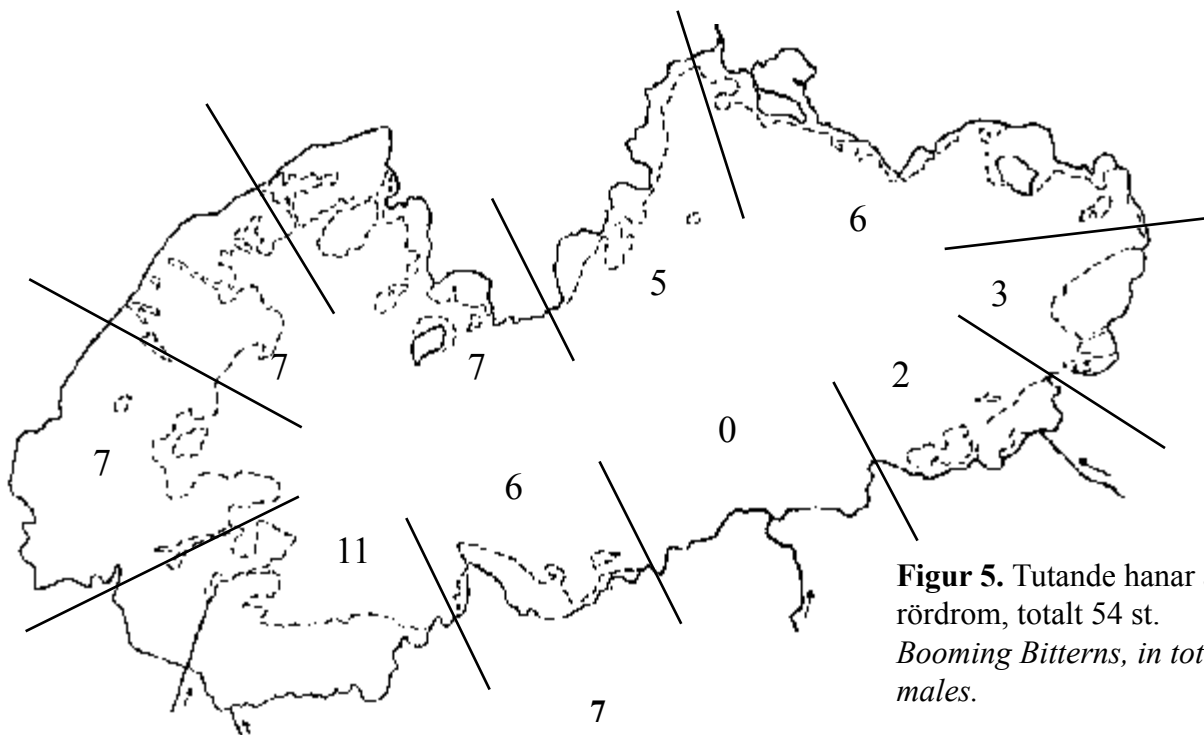 6
5
3
7
7
2
7
0
6
11
Figur 5. Tutande hanar
rördrom, totalt 54 st.
Booming Bitterns, in tot
males.
7